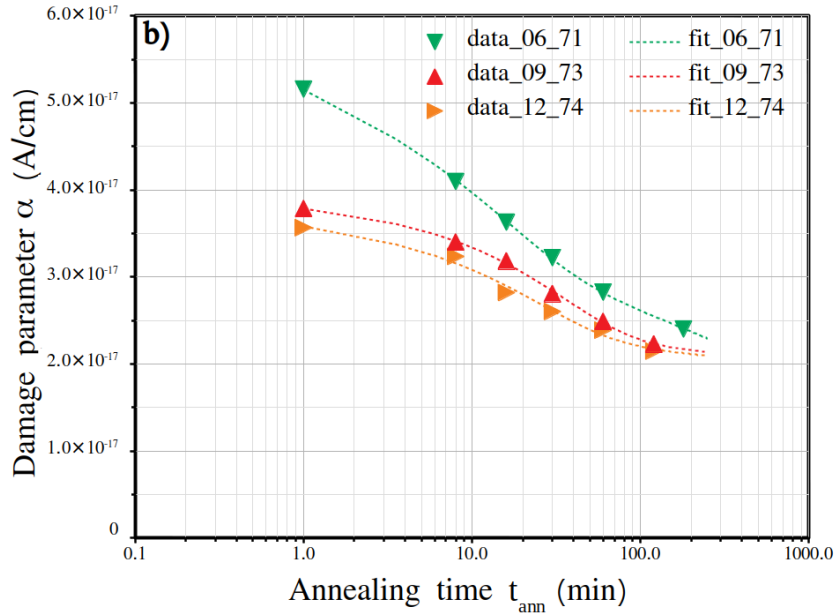 b)
data_06_71 fit_06_71
data_09_73 fit_09_73
data_12_74 fit_12_74
Damage parameter α (A/cm)
6.0×10⁻¹⁷
5.0×10⁻¹⁷
4.0×10⁻¹⁷
3.0×10⁻¹⁷
2.0×10⁻¹⁷
1.0×10⁻¹⁷
0
0.1 1.0 10.0 100.0 1000.0
Annealing time t_ann (min)